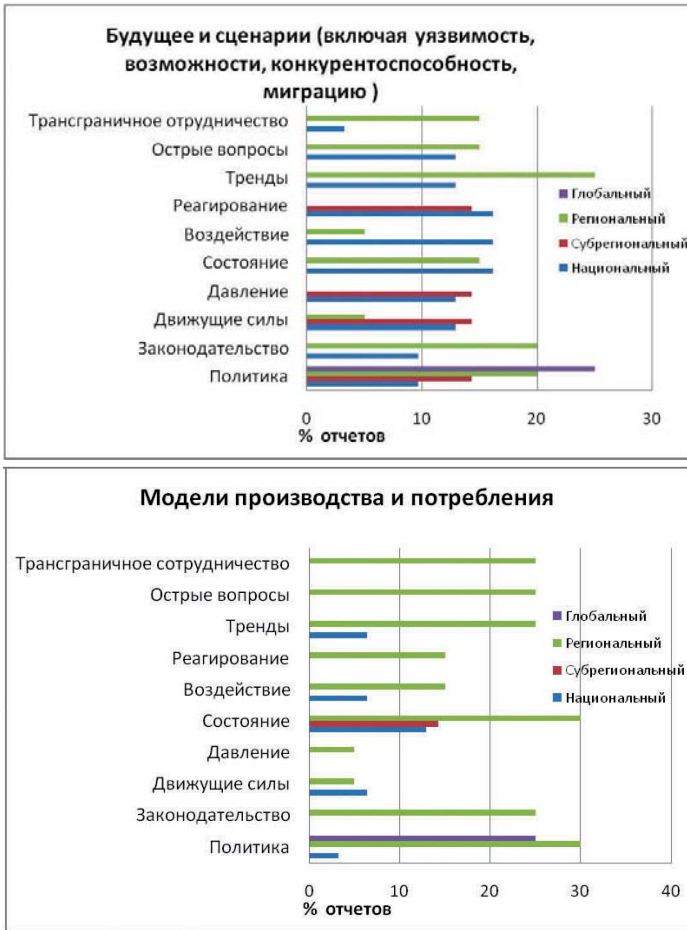 Будущее и сценарии (включая уязвимость,
возможности, конкурентоспособность,
миграцию )
Трансграничное отрудничество
Острые вопросы
Тренды
Реагирование
Воздействие
Состояние
Давление
Движущие силы
Законодательство
Политика
Глобальный
Региональный
Субрегиональный
Национальный
0 10 20 30
% отчетов
Модели производства и потребления
Трансграничное сотрудничество
Острые вопросы
Тренды
Реагирование
Воздействие
Состояние
Давление
Движущие силы
Законодательство
Политика
Глобальный
Региональный
Субрегиональный
Национальный
0 10 20 30 40
% отчетов